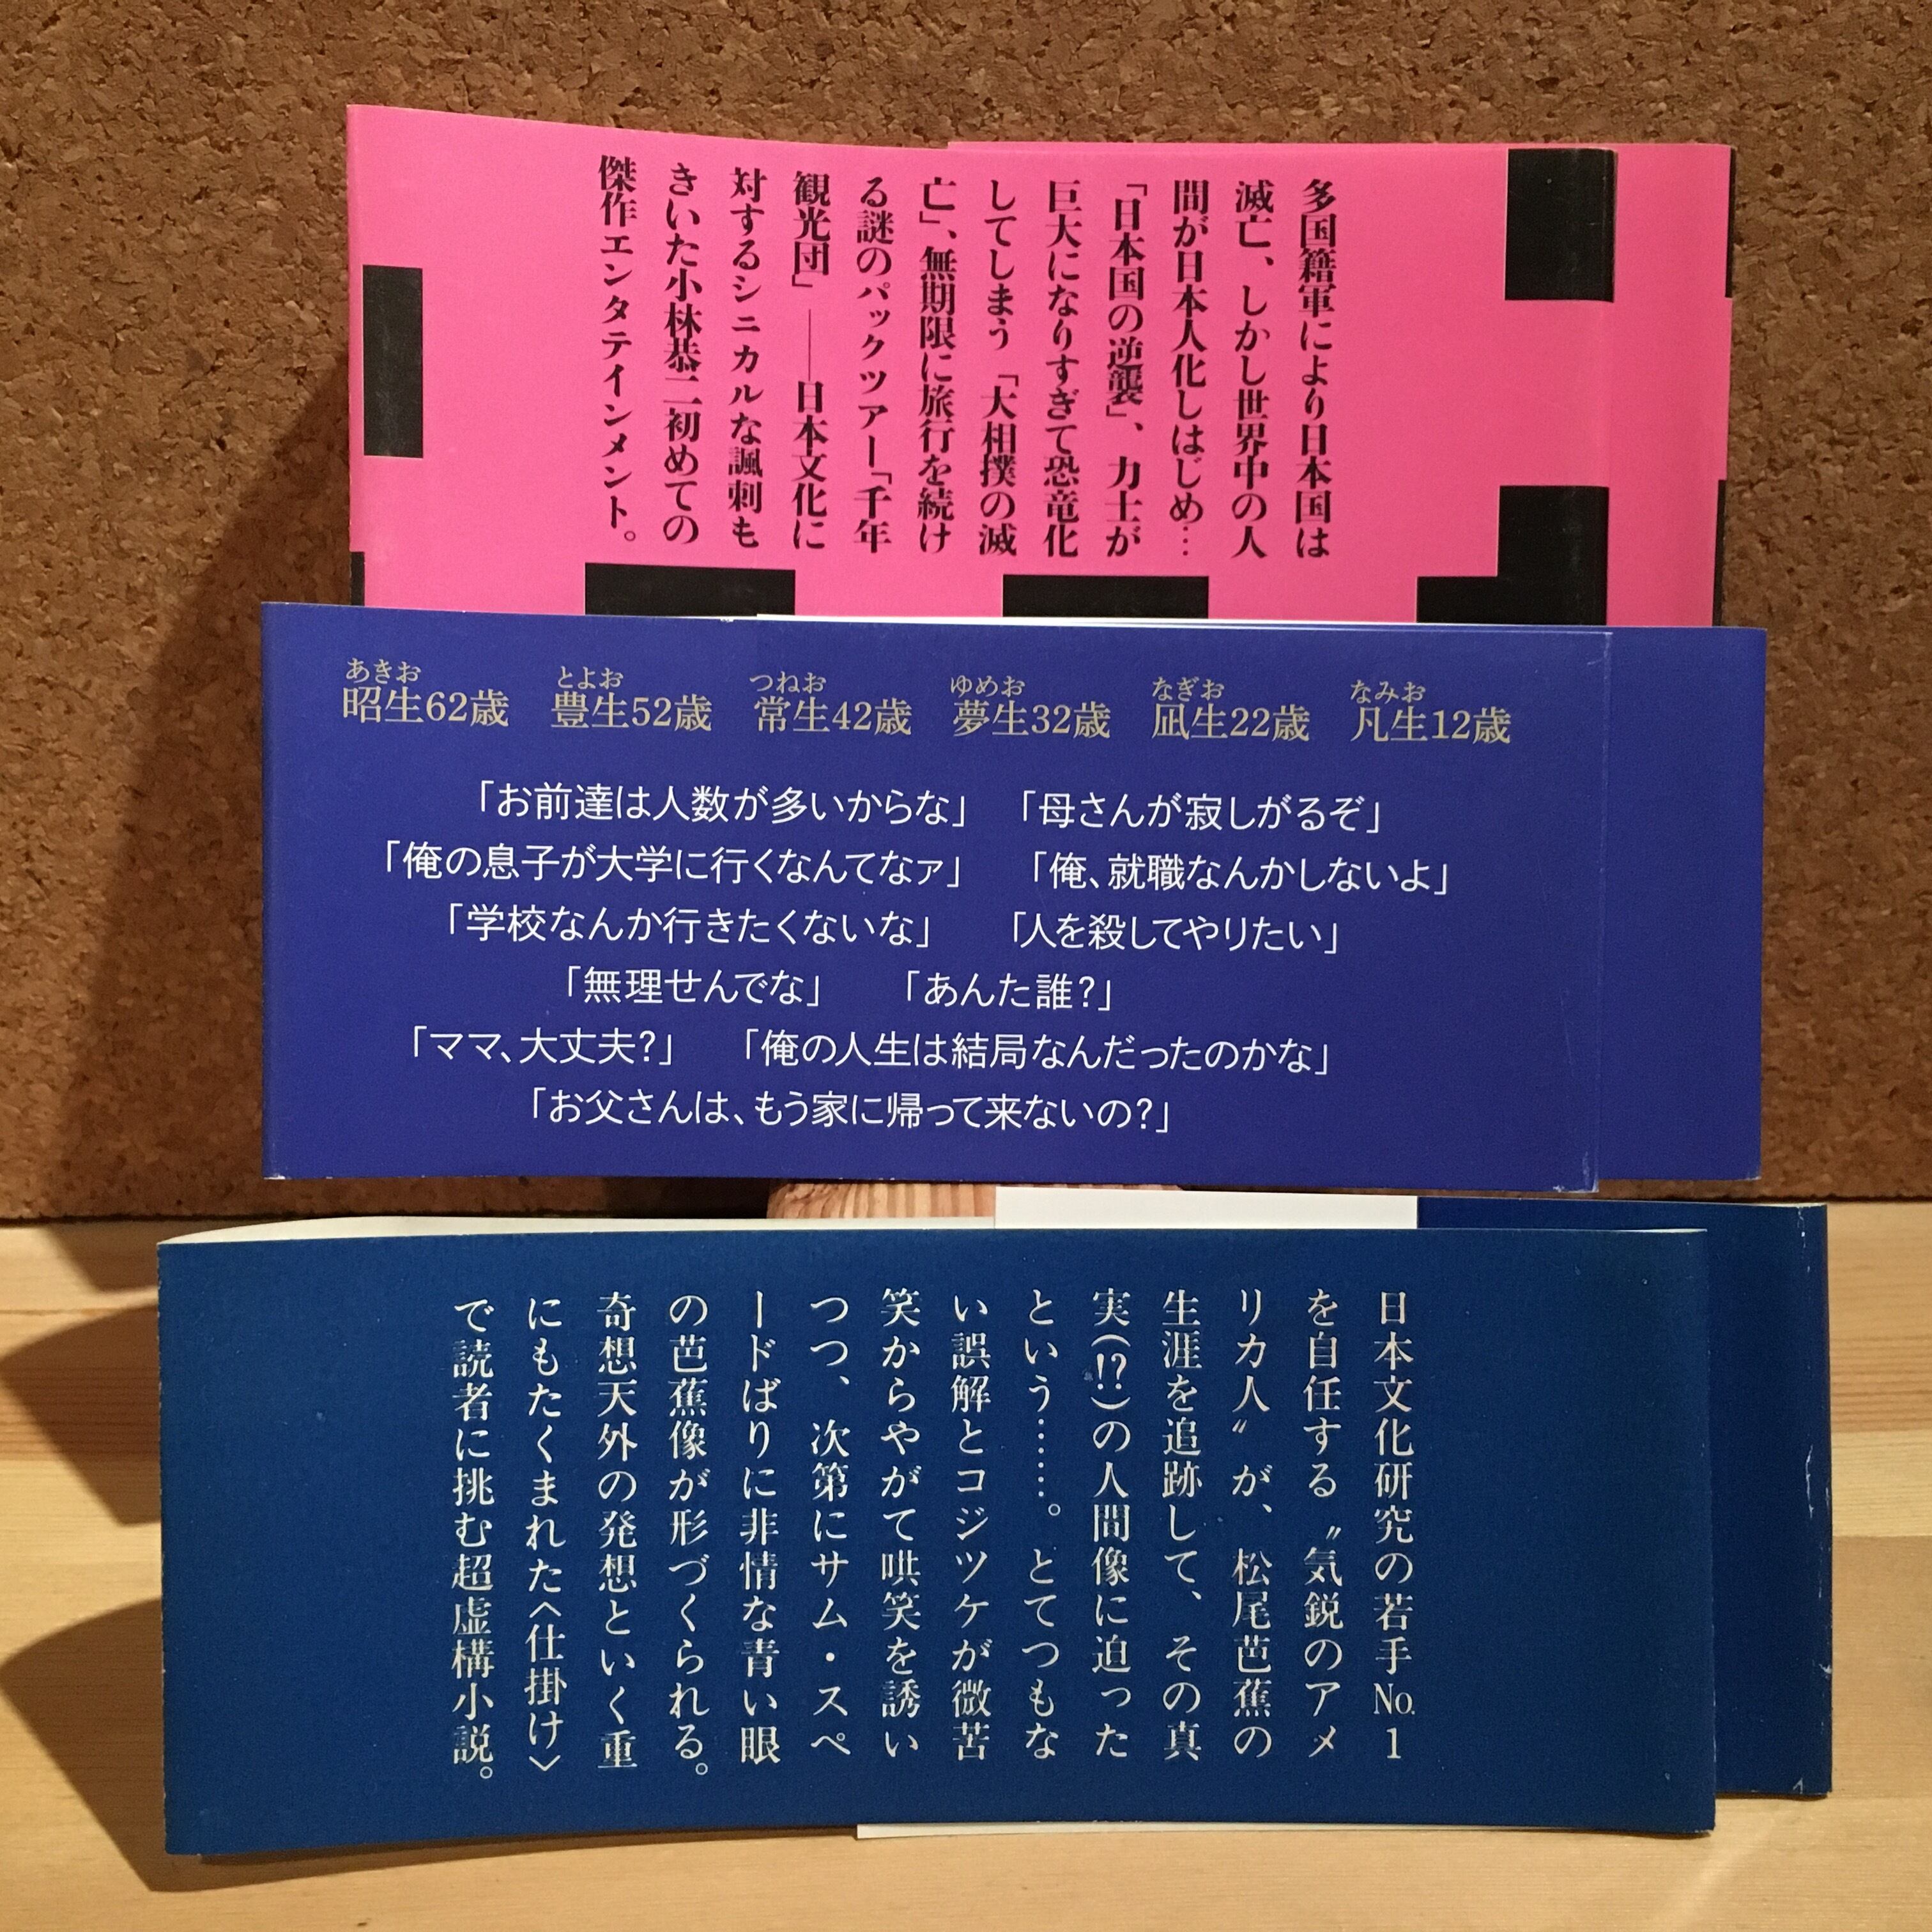 多国籍軍により日本国は
滅亡、しかし世界中の人
間が日本人化しはじめ…
「日本国の逆襲」、力士が
巨大になりすぎて恐竜化
してしまう「大相撲の滅
亡」、無期限に旅行を続け
る謎のパックツアー「千年
観光団」――日本文化に
対するシニカルな諷刺も
きいた小林恭二初めての
傑作エンタテインメント。
あきお とよお つねお ゆめお なぎお なみお
昭生62歳 豊生52歳 常生42歳 夢生32歳 凪生22歳 凡生12歳
「お前達は人数が多いからな」 「母さんが寂しがるぞ」
「俺の息子が大学に行くなんてなァ」 「俺、就職なんかしないよ」
「学校なんか行きたくないな」 「人を殺してやりたい」
「無理せんでな」 「あんた誰?」
「ママ、大丈夫?」 「俺の人生は結局なんだったのかな」
「お父さんは、もう家に帰って来ないの?」
日本文化研究の若手No.1
を自任する〝気鋭のアメ
リカ人〟が、松尾芭蕉の
生涯を追跡して、その真
実(!?)の人間像に迫った
という……。とてつもな
い誤解とコジツケが微苦
笑からやがて哄笑を誘い
つつ、次第にサム・スペ
ードばりに非情な青い眼
の芭蕉像が形づくられる。
奇想天外の発想といく重
にもたくまれた〈仕掛け〉
で読者に挑む超虚構小説。